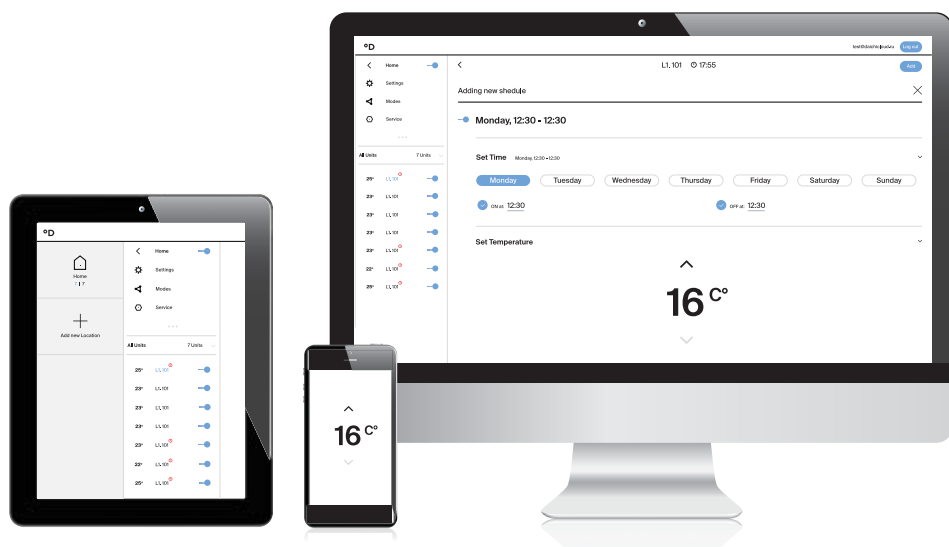 °D
test@daichicloud.ru Log out
Home
Settings
Modes
Service
...
All Units 7 Units
25° L1, 101
23° L1, 101
23° L1, 101
23° L1, 101
23° L1, 101
22° L1, 101
25° L1, 101
L1, 101 17:55
Add
Adding new shedule
Monday, 12:30 - 12:30
Set Time Monday, 12:30 - 12:30
Monday Tuesday Wednesday Thursday Friday Saturday Sunday
ON at: 12:30 OFF at: 12:30
Set Temperature
16 C°
°D
Home
Add new Location
Home
Settings
Modes
Service
...
All Units 7 Units
25° L1, 101
23° L1, 101
23° L1, 101
23° L1, 101
23° L1, 101
22° L1, 101
25° L1, 101
16 C°